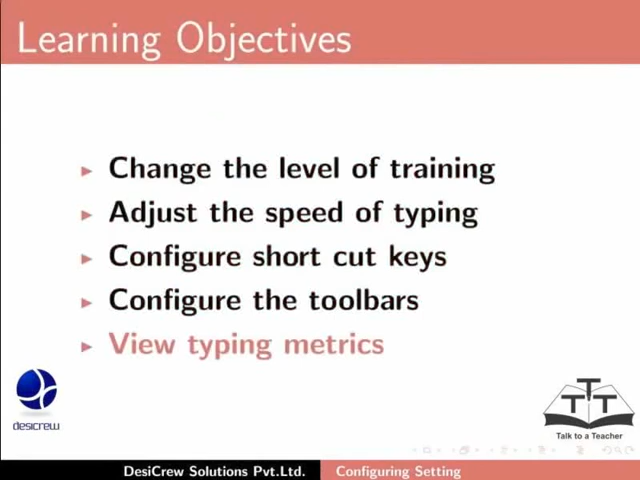 Learning Objectives
Change the level of training
Adjust the speed of typing
Configure short cut keys
Configure the toolbars
View typing metrics
desicrew
TTT
Talk to a Teacher
DesiCrew Solutions Pvt.Ltd. Configuring Setting